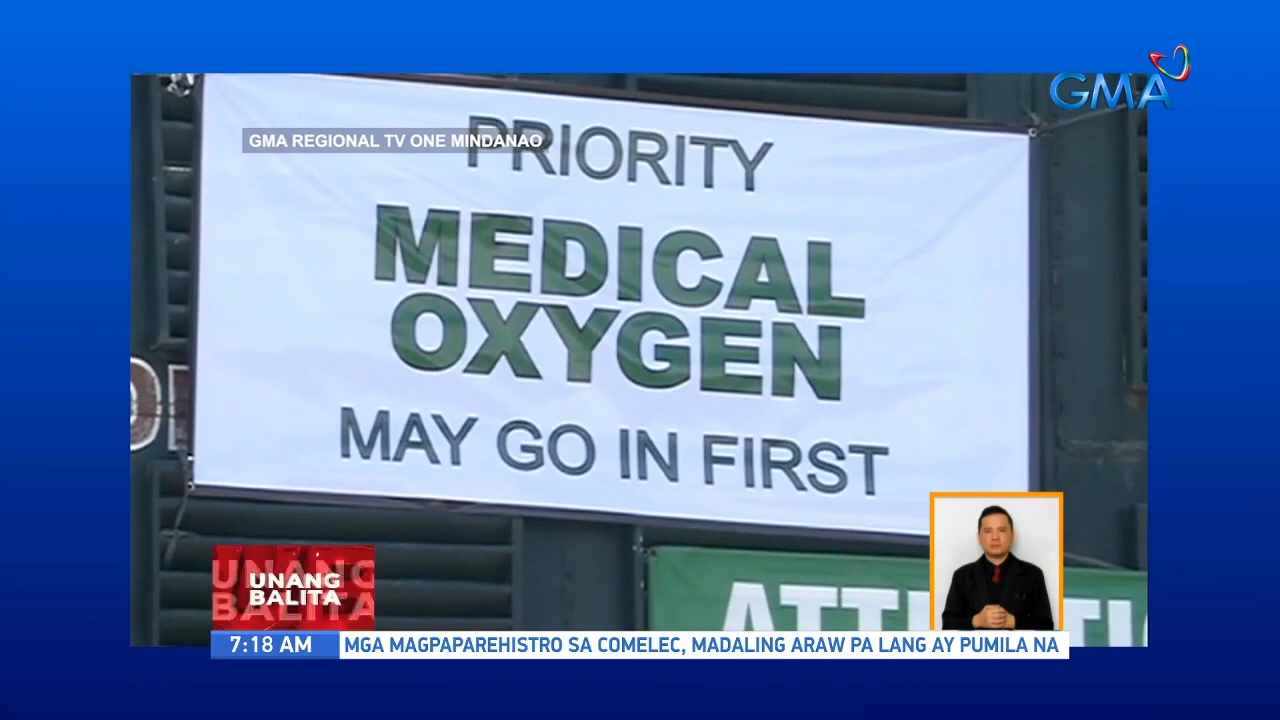 GMA
GMA REGIONAL TV ONE MINDANAO
PRIORITY
MEDICAL
OXYGEN
MAY GO IN FIRST
UNANG
BALITA
7:18 AM
MGA MAGPAPAREHISTRO SA COMELEC, MADALING ARAW PA LANG AY PUMILA NA